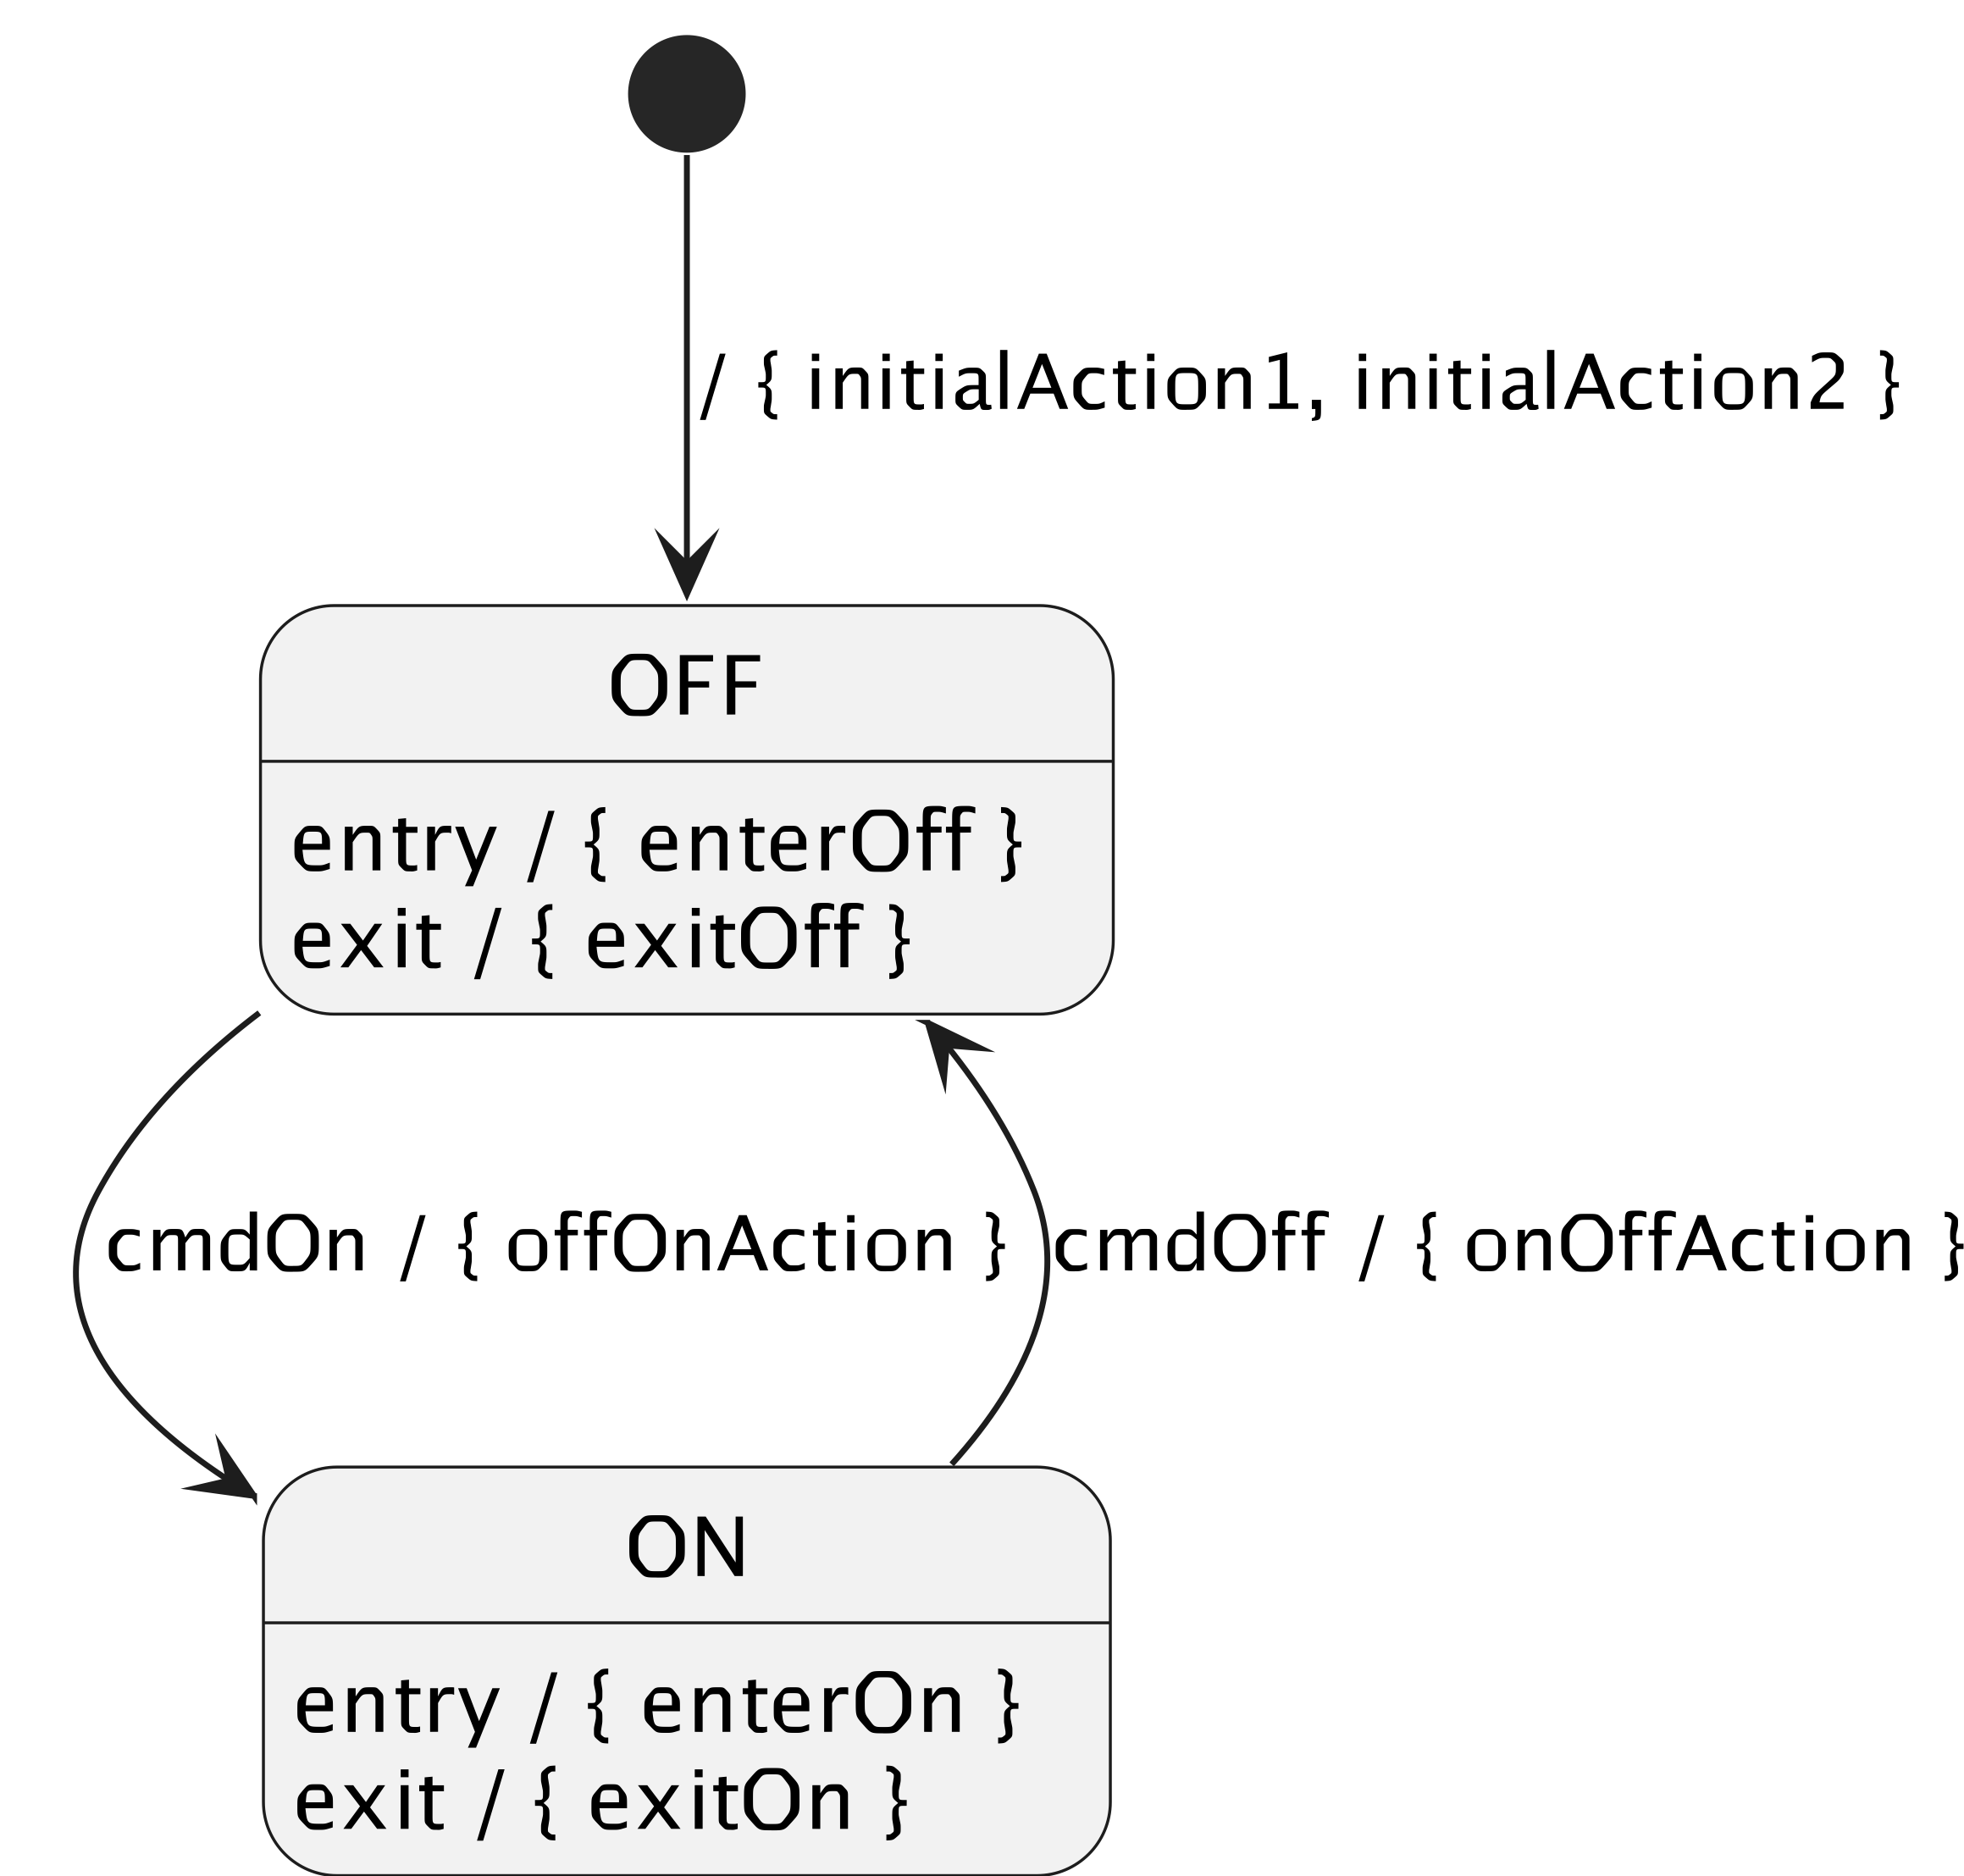 / { initialAction1, initialAction2 }
OFF
entry / { enterOff }
exit / { exitOff }
cmdOn / { offOnAction }
cmdOff / { onOffAction }
ON
entry / { enterOn }
exit / { exitOn }